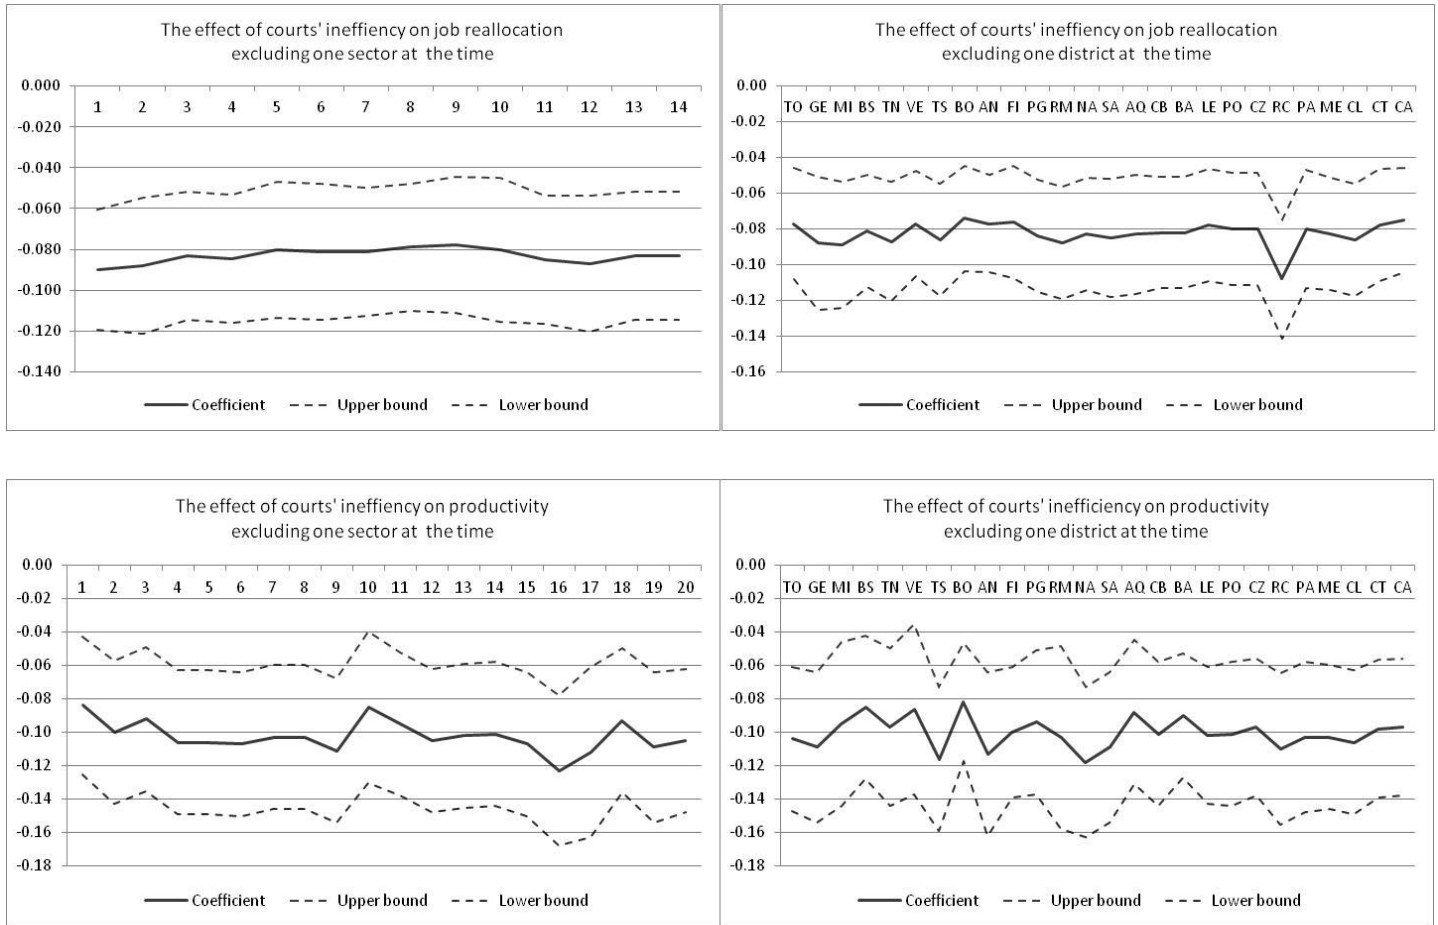 The effect of courts' ineffiency on job reallocation
excluding one sector at the time
0.000
1 2 3 4 5 6 7 8 9 10 11 12 13 14
-0.020
-0.040
-0.060
-0.080
-0.100
-0.120
-0.140
Coefficient Upper bound Lower bound
The effect of courts' ineffiency on job reallocation
excluding one district at the time
0.00
TO GE MI BS TN VE TS BO AN FI PG RM NA SA AQ CB BA LE PO CZ RC PA ME CL CT CA
-0.02
-0.04
-0.06
-0.08
-0.10
-0.12
-0.14
-0.16
Coefficient Upper bound Lower bound
The effect of courts' ineffiency on productivity
excluding one sector at the time
0.00
1 2 3 4 5 6 7 8 9 10 11 12 13 14 15 16 17 18 19 20
-0.02
-0.04
-0.06
-0.08
-0.10
-0.12
-0.14
-0.16
-0.18
Coefficient Upper bound Lower bound
The effect of courts' inefficiency on productivity
excluding one district at the time
0.00
TO GE MI BS TN VE TS BO AN FI PG RM NA SA AQ CB BA LE PO CZ RC PA ME CL CT CA
-0.02
-0.04
-0.06
-0.08
-0.10
-0.12
-0.14
-0.16
-0.18
Coefficient Upper bound Lower bound